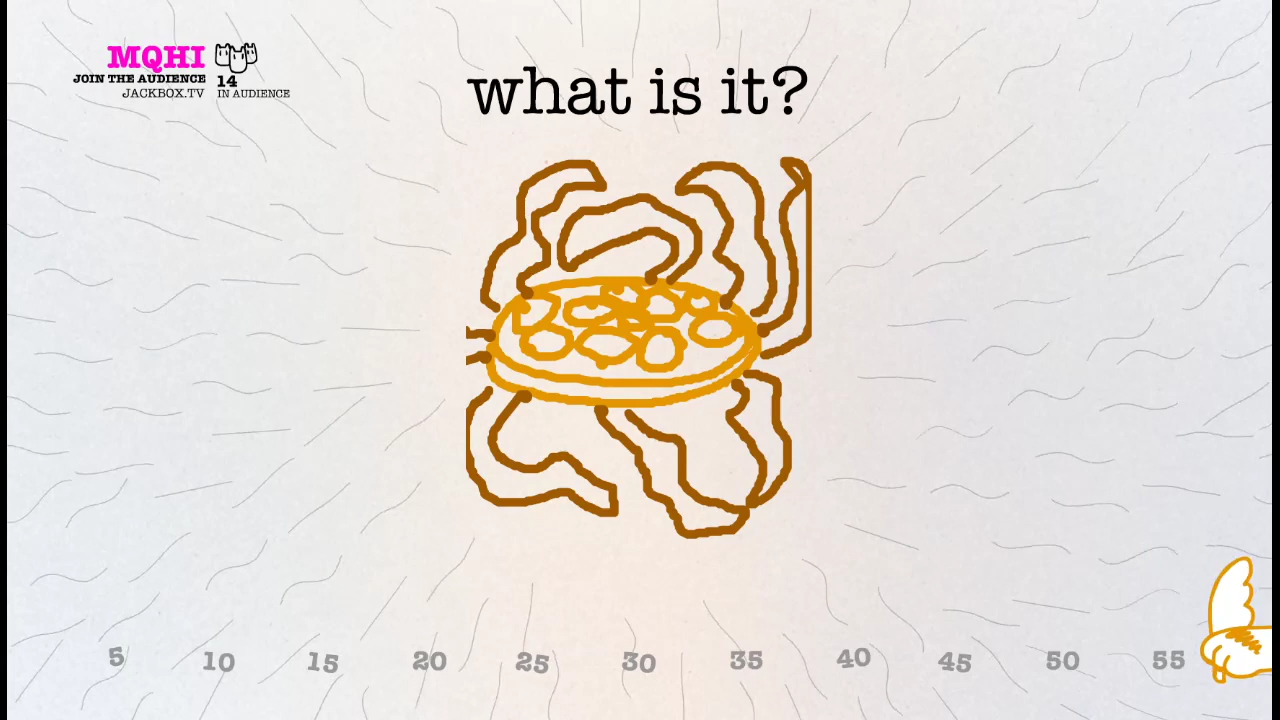 MQHI
JOIN THE AUDIENCE
JACKBOX.TV
14
IN AUDIENCE
what is it?
5 10 15 20 25 30 35 40 45 50 55